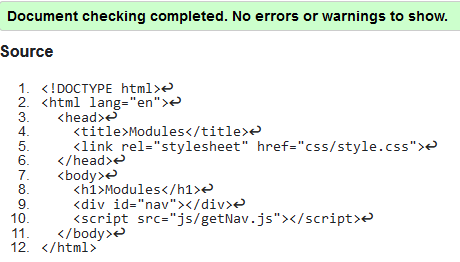 Document checking completed. No errors or warnings to show.
Source
1. <!DOCTYPE html>↩
2. <html lang="en">↩
3.   <head>↩
4.     <title>Modules</title>↩
5.     <link rel="stylesheet" href="css/style.css">↩
6.   </head>↩
7.   <body>↩
8.     <h1>Modules</h1>↩
9.     <div id="nav"></div>↩
10.     <script src="js/getNav.js"></script>↩
11.   </body>↩
12. </html>